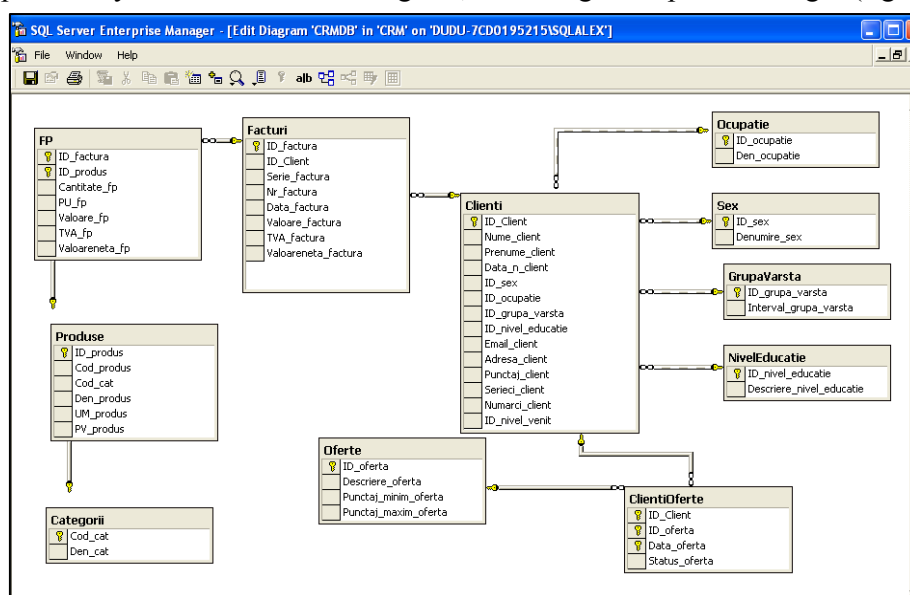 SQL Server Enterprise Manager - [Edit Diagram 'CRMDB' in 'CRM' on 'DUDU-7CD0195215\SQLALEX']
File Window Help
alb
FP
ID_factura
ID_produs
Cantitate_fp
PU_fp
Valoare_fp
TVA_fp
Valoareneta_fp
Facturi
ID_factura
ID_Client
Serie_factura
Nr_factura
Data_factura
Valoare_factura
TVA_factura
Valoareneta_factura
Clienti
ID_Client
Nume_client
Prenume_client
Data_n_client
ID_sex
ID_ocupatie
ID_grupa_varsta
ID_nivel_educatie
Email_client
Adresa_client
Punctaj_client
Serieci_client
Numarci_client
ID_nivel_venit
Ocupatie
ID_ocupatie
Den_ocupatie
Sex
ID_sex
Denumire_sex
GrupaVarsta
ID_grupa_varsta
Interval_grupa_varsta
NivelEducatie
ID_nivel_educatie
Descriere_nivel_educatie
Produse
ID_produs
Cod_produs
Cod_cat
Den_produs
UM_produs
PV_produs
Oferte
ID_oferta
Descriere_oferta
Punctaj_minim_oferta
Punctaj_maxim_oferta
ClientiOferte
ID_Client
ID_oferta
Data_oferta
Status_oferta
Categorii
Cod_cat
Den_cat